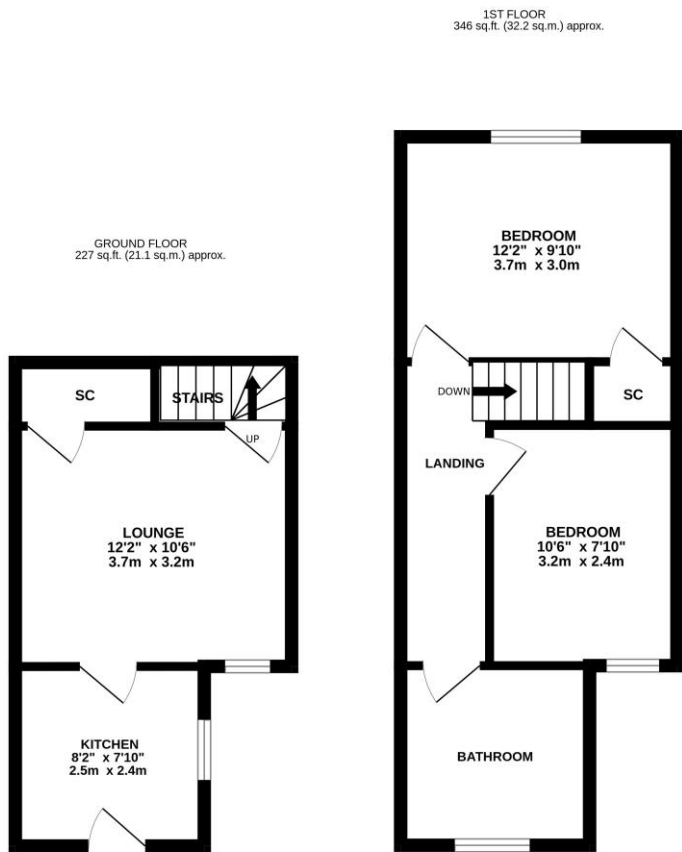 1ST FLOOR
346 sq.ft. (32.2 sq.m.) approx.
GROUND FLOOR
227 sq.ft. (21.1 sq.m.) approx.
SC
STAIRS
UP
LOUNGE
12'2" x 10'6"
3.7m x 3.2m
KITCHEN
8'2" x 7'10"
2.5m x 2.4m
BEDROOM
12'2" x 9'10"
3.7m x 3.0m
DOWN
SC
LANDING
BEDROOM
10'6" x 7'10"
3.2m x 2.4m
BATHROOM